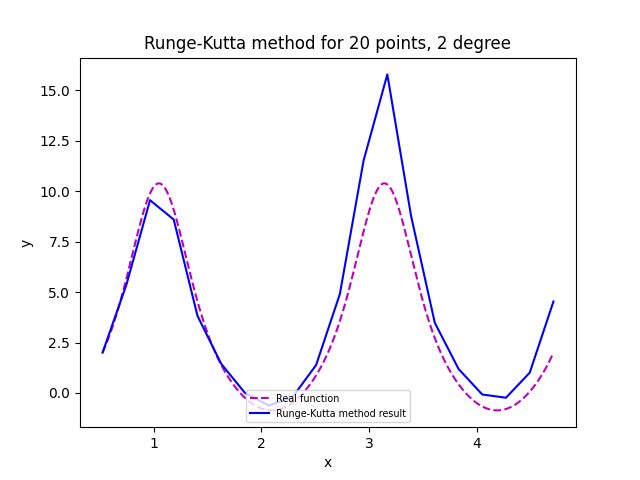 Runge-Kutta method for 20 points, 2 degree
15.0
12.5
10.0
7.5
5.0
2.5
0.0
y
Real function
Runge-Kutta method result
1 2 3 4
x